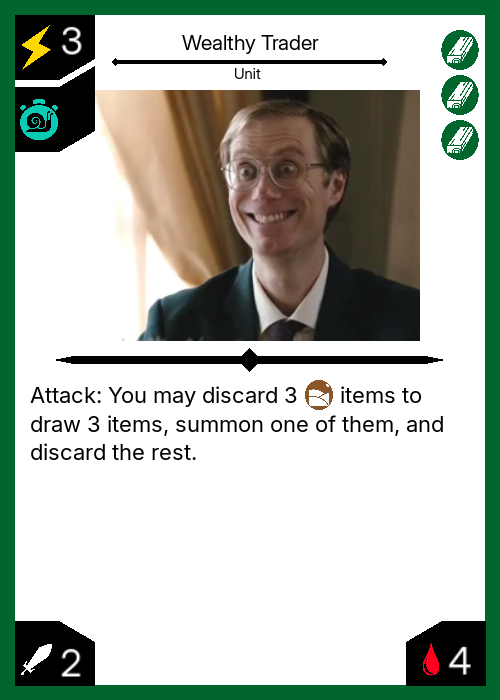 3
Wealthy Trader
Unit
Attack: You may discard 3 items to
draw 3 items, summon one of them, and
discard the rest.
2
4